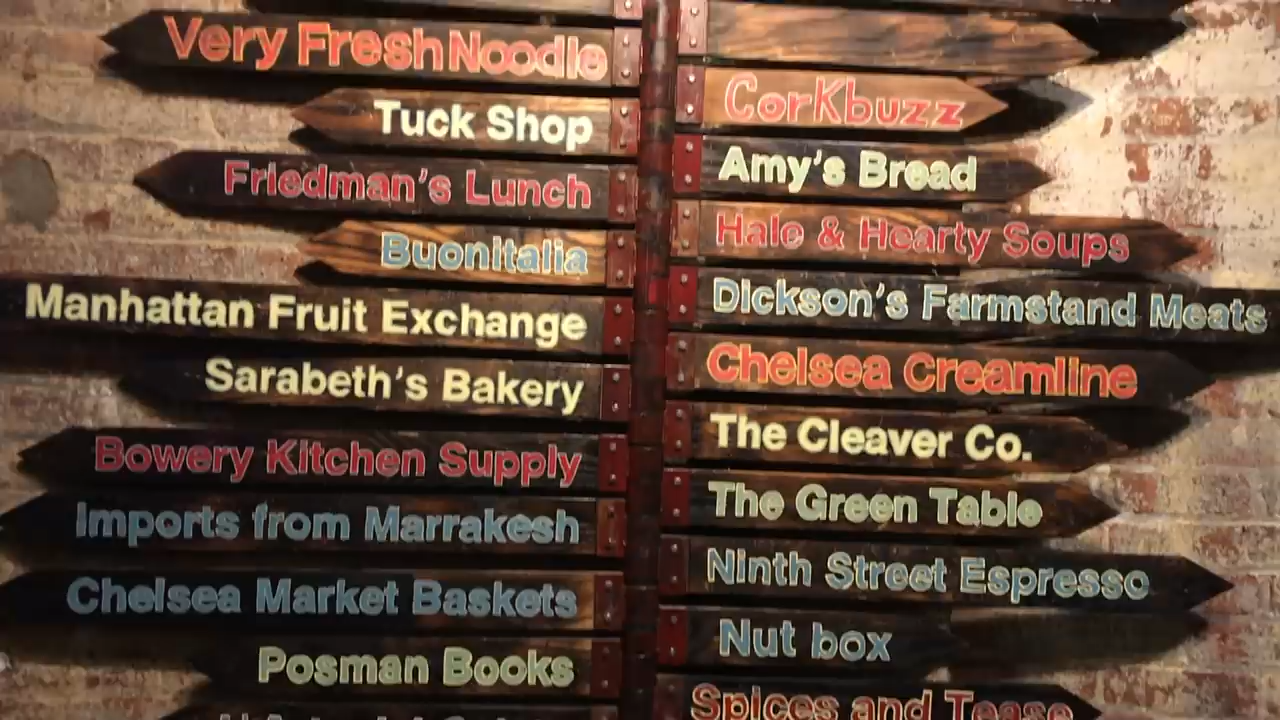 Very Fresh Noodle
Tuck Shop
Friedman's Lunch
Buonitalia
Manhattan Fruit Exchange
Sarabeth's Bakery
Bowery Kitchen Supply
Imports from Marrakesh
Chelsea Market Baskets
Posman Books
CorKbuzz
Amy's Bread
Hale & Hearty Soups
Dickson's Farmstand Meats
Chelsea Creamline
The Cleaver Co.
The Green Table
Ninth Street Espresso
Nut box
Spices and Tease